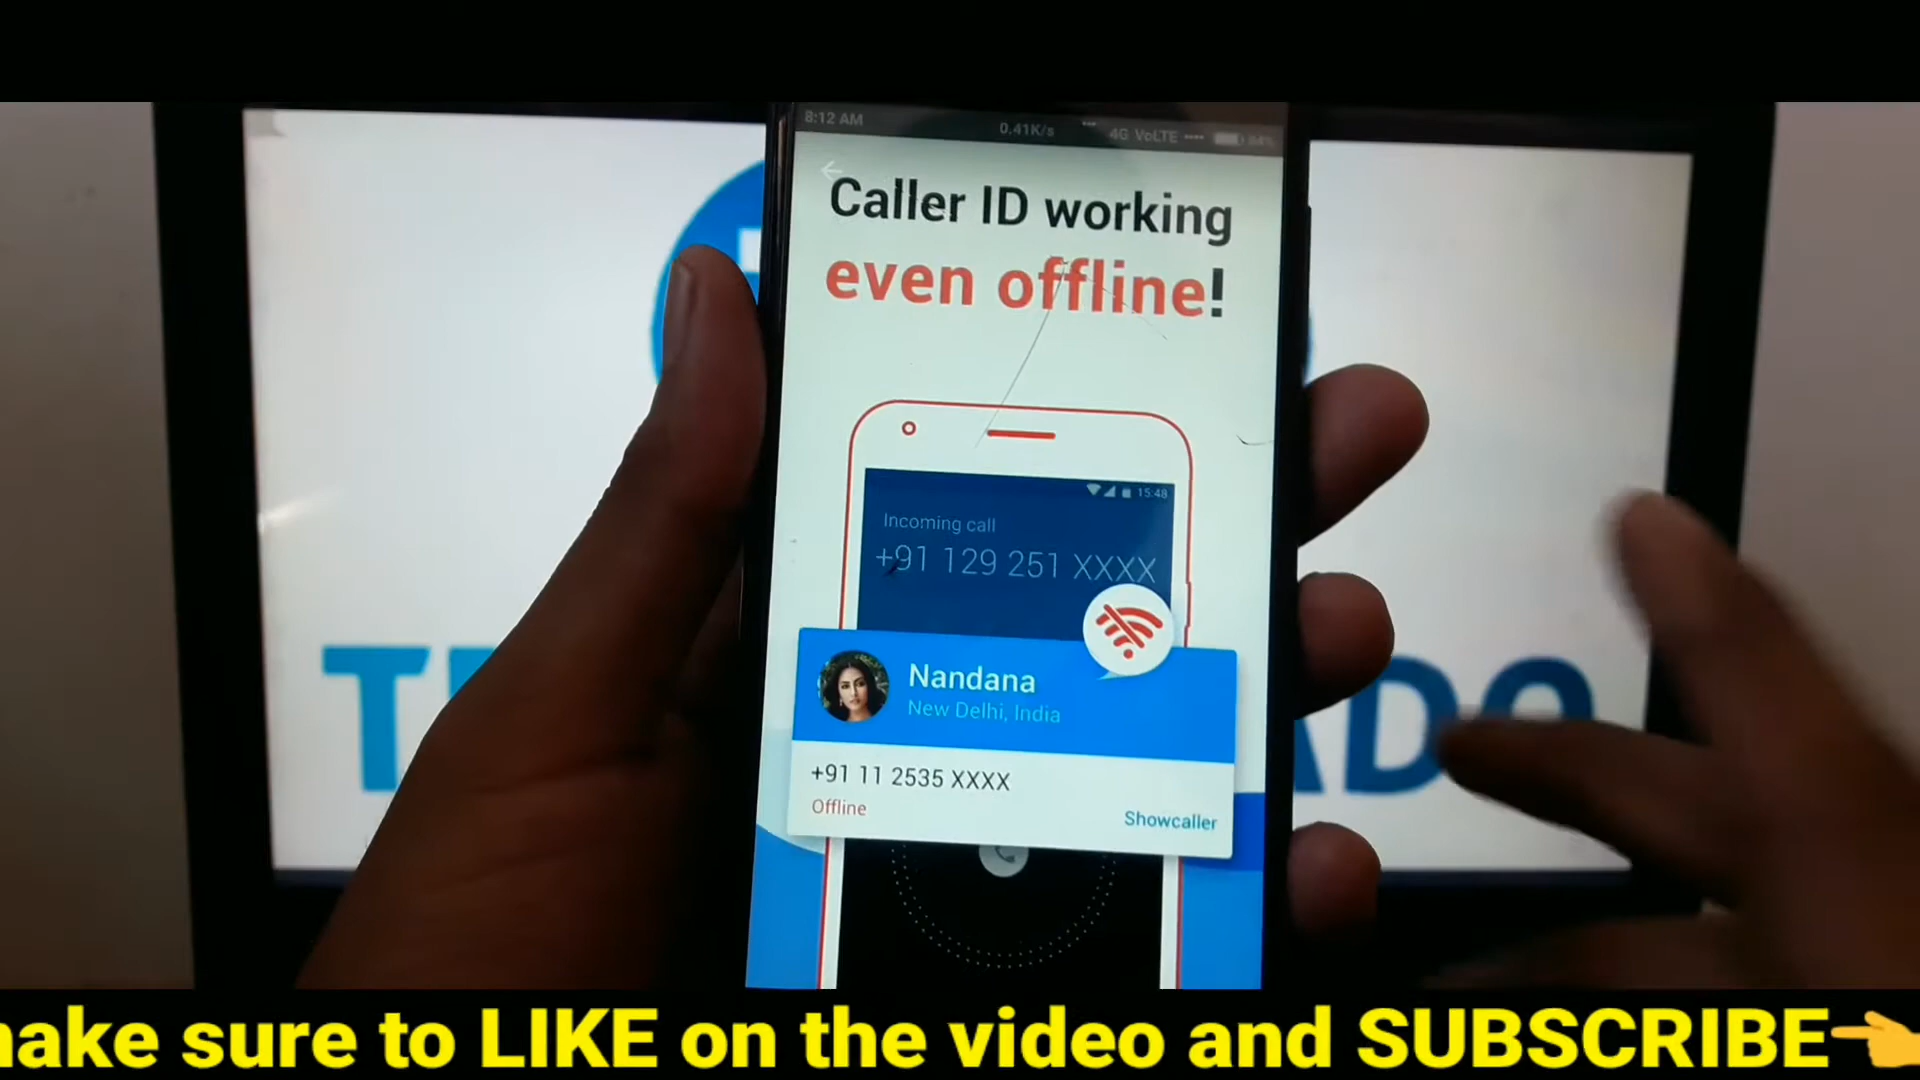 8:12 AM 0.41K/s 4G VoLTE
Caller ID working
even offline!
15:48
Incoming call
+91 129 251 XXXX
Nandana
New Delhi, India
+91 11 2535 XXXX
Offline
Showcaller
make sure to LIKE on the video and SUBSCRIBE👈